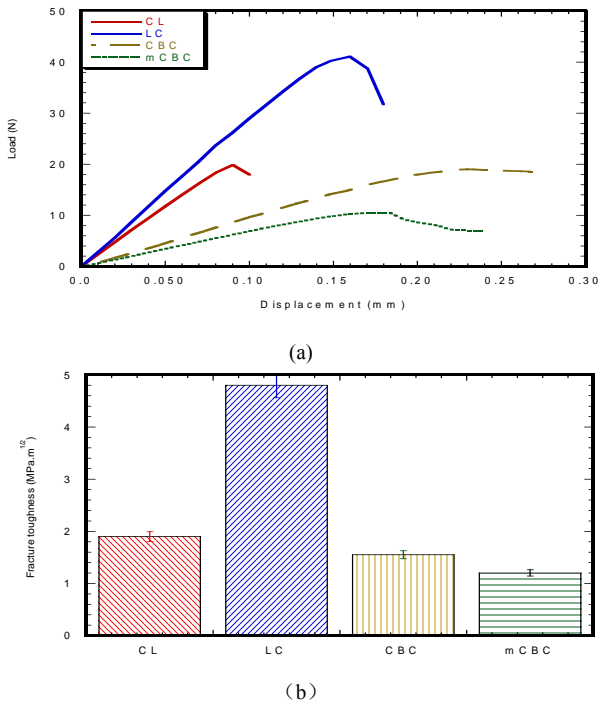 50
40
30
20
10
0
Load (N)
CL
LC
CBC
mCBC
0.0
0.050
0.10
0.15
0.20
0.25
0.30
Displacement (mm)
(a)
5
4
3
2
1
0
Fracture toughness (MPa.m^1/2)
CL
LC
CBC
mCBC
（b）